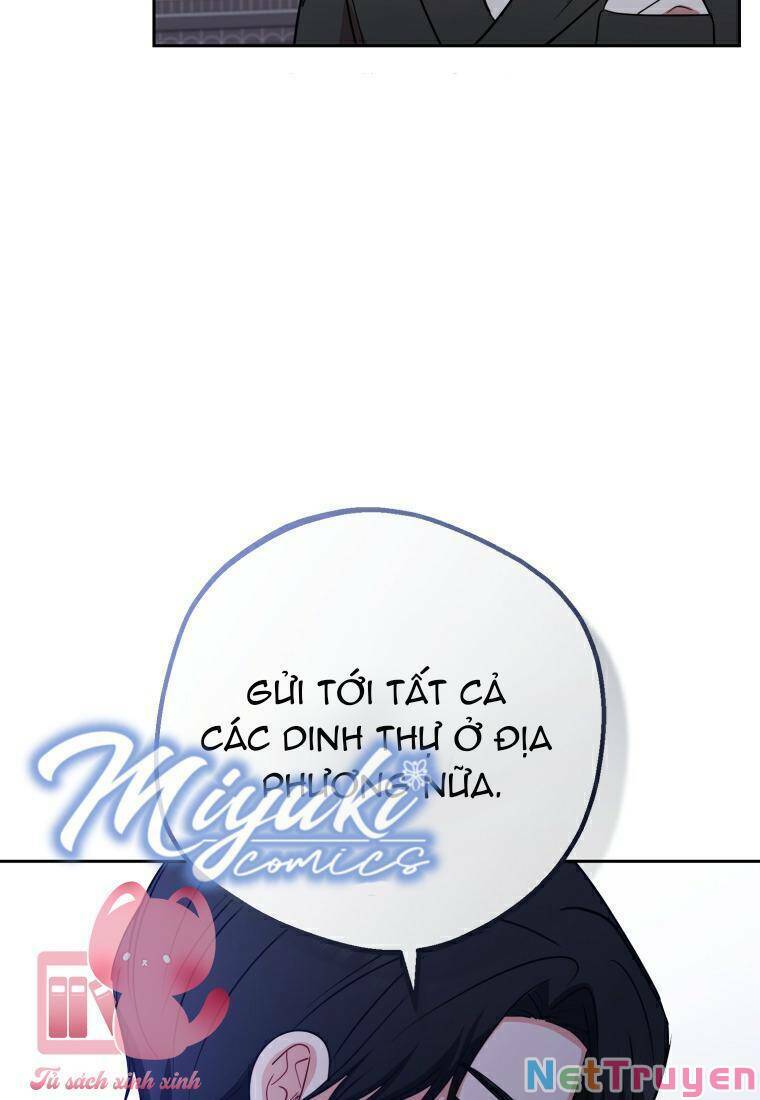 GỬI TỚI TẤT CẢ
CÁC DINH THỰ Ở ĐỊA
PHƯƠNG NỮA.
Miyuki
comics
Tủ sách xinh xinh
NetTruyen